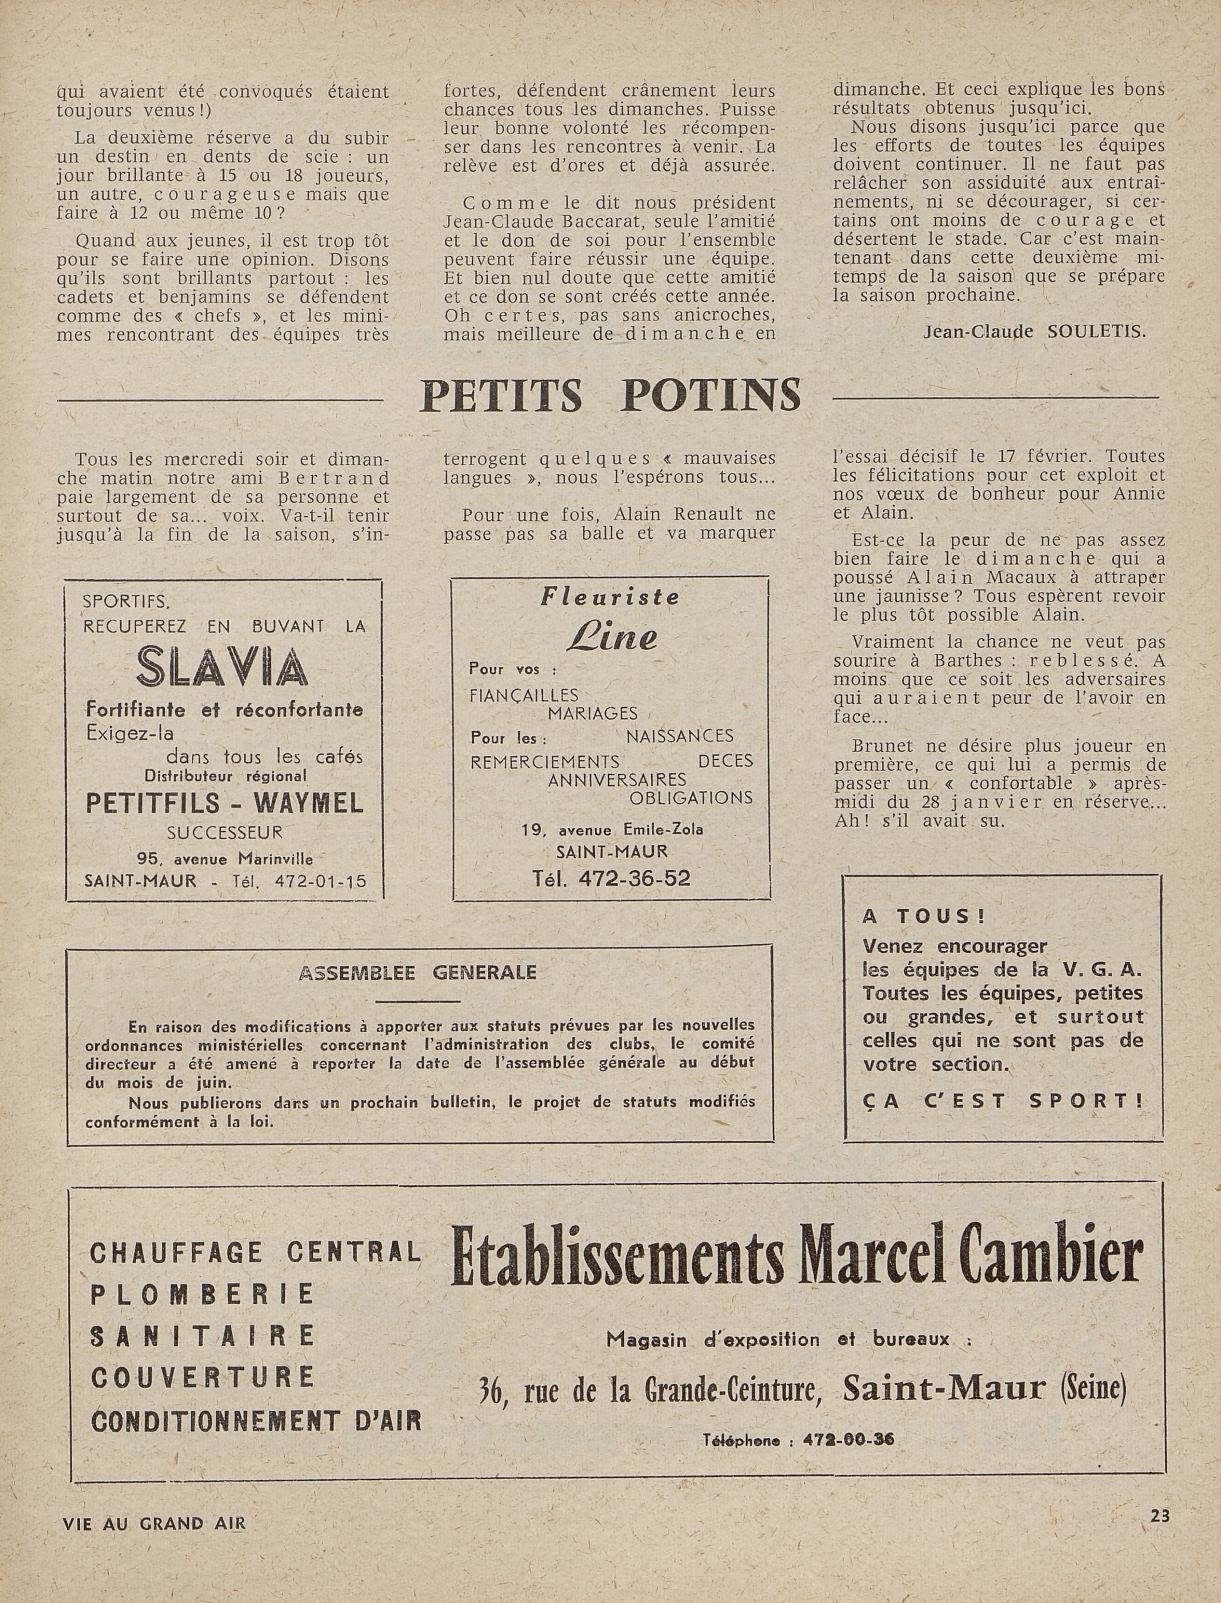 qui avaient été convoqués étaient
toujours venus !)
La deuxième réserve a du subir
un destin en dents de scie : un
jour brillante à 15 ou 18 joueurs,
un autre, courageuse mais que
faire à 12 ou même 10 ?
Quand aux jeunes, il est trop tôt
pour se faire une opinion. Disons
qu'ils sont brillants partout : les
cadets et benjamins se défendent
comme des « chefs », et les mini-
mes rencontrant des équipes très
fortes, défendent crânement leurs
chances tous les dimanches. Puisse
leur bonne volonté les récompen-
ser dans les rencontres à venir. La
relève est d'ores et déjà assurée.
Comme le dit nous président
Jean-Claude Baccarat, seule l'amitié
et le don de soi pour l'ensemble
peuvent faire réussir une équipe.
Et bien nul doute que cette amitié
et ce don se sont créés cette année.
Oh certes, pas sans anicroches,
mais meilleure de dimanche en
dimanche. Et ceci explique les bons
résultats obtenus jusqu'ici.
Nous disons jusqu'ici parce que
les efforts de toutes les équipes
doivent continuer. Il ne faut pas
relâcher son assiduité aux entraî-
nements, ni se décourager, si cer-
tains ont moins de courage et
désertent le stade. Car c'est main-
tenant dans cette deuxième mi-
temps de la saison que se prépare
la saison prochaine.
Jean-Claude SOULETIS.
PETITS POTINS
Tous les mercredi soir et diman-
che matin notre ami Bertrand
paie largement de sa personne et
surtout de sa... voix. Va-t-il tenir
jusqu'à la fin de la saison, s'in-
terrogent quelques « mauvaises
langues », nous l'espérons tous...
Pour une fois, Alain Renault ne
passe pas sa balle et va marquer
l'essai décisif le 17 février. Toutes
les félicitations pour cet exploit et
nos vœux de bonheur pour Annie
et Alain.
Est-ce la peur de ne pas assez
bien faire le dimanche qui a
poussé Alain Macaux à attraper
une jaunisse ? Tous espèrent revoir
le plus tôt possible Alain.
Vraiment la chance ne veut pas
sourire à Barthes : reblessé. A
moins que ce soit les adversaires
qui auraient peur de l'avoir en
face...
Brunet ne désire plus joueur en
première, ce qui lui a permis de
passer un « confortable » après-
midi du 28 janvier en réserve...
Ah ! s'il avait su.
SPORTIFS,
RECUPEREZ EN BUVANT LA
SLAVIA
Fortifiante et réconfortante
Exigez-la
dans tous les cafés
Distributeur régional
PETITFILS - WAYMEL
SUCCESSEUR
95, avenue Marinville
SAINT-MAUR - Tél. 472-01-15
Fleuriste
Line
Pour vos :
FIANÇAILLES
MARIAGES
Pour les : NAISSANCES
REMERCIEMENTS DECES
ANNIVERSAIRES
OBLIGATIONS
19, avenue Emile-Zola
SAINT-MAUR
Tél. 472-36-52
ASSEMBLEE GENERALE
En raison des modifications à apporter aux statuts prévues par les nouvelles
ordonnances ministérielles concernant l'administration des clubs, le comité
directeur a été amené à reporter la date de l'assemblée générale au début
du mois de juin.
Nous publierons dans un prochain bulletin, le projet de statuts modifiés
conformément à la loi.
A TOUS !
Venez encourager
les équipes de la V. G. A.
Toutes les équipes, petites
ou grandes, et surtout
celles qui ne sont pas de
votre section.
ÇA C'EST SPORT !
CHAUFFAGE CENTRAL
PLOMBERIE
SANITAIRE
COUVERTURE
CONDITIONNEMENT D'AIR
Etablissements Marcel Cambier
Magasin d'exposition et bureaux :
36, rue de la Grande-Ceinture, Saint-Maur (Seine)
Téléphone : 472-00-36
VIE AU GRAND AIR
23